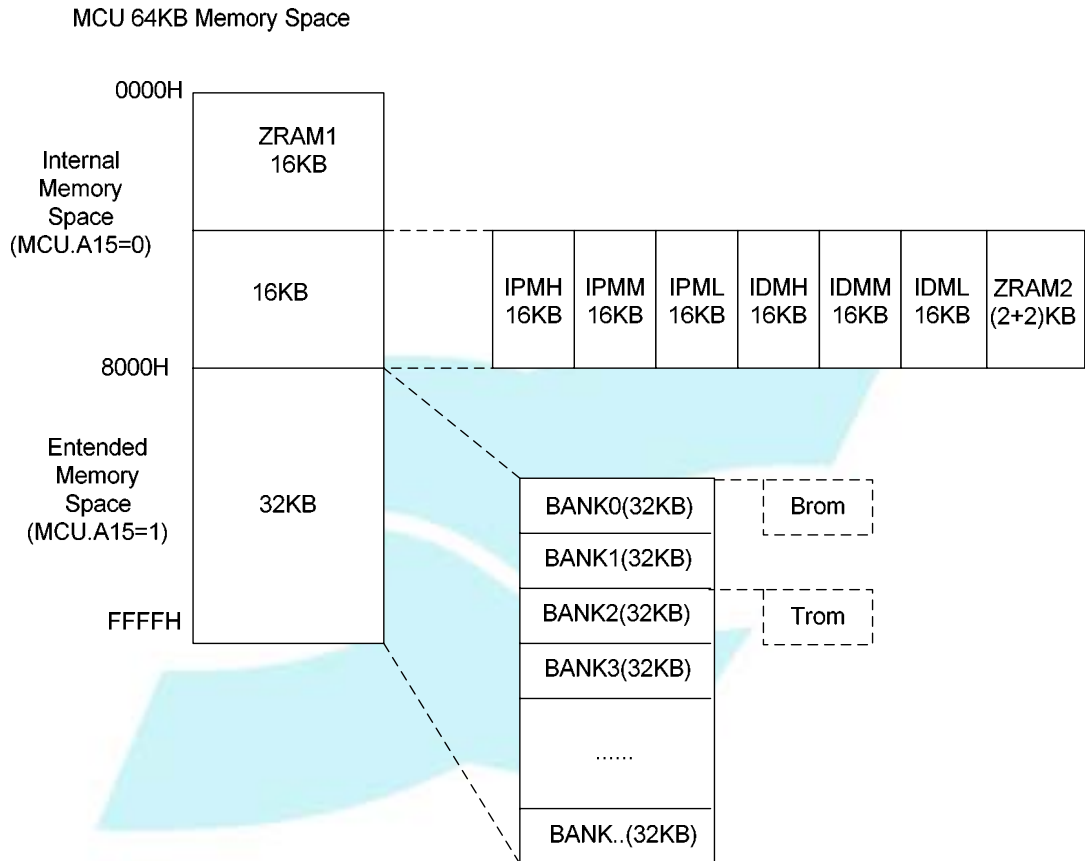 MCU 64KB Memory Space
0000H
ZRAM1
16KB
Internal
Memory
Space
(MCU.A15=0)
16KB
IPMH
16KB
IPMM
16KB
IPML
16KB
IDMH
16KB
IDMM
16KB
IDML
16KB
ZRAM2
(2+2)KB
8000H
Entended
Memory
Space
(MCU.A15=1)
32KB
FFFFH
BANK0(32KB)
Brom
BANK1(32KB)
BANK2(32KB)
Trom
BANK3(32KB)
......
BANK..(32KB)